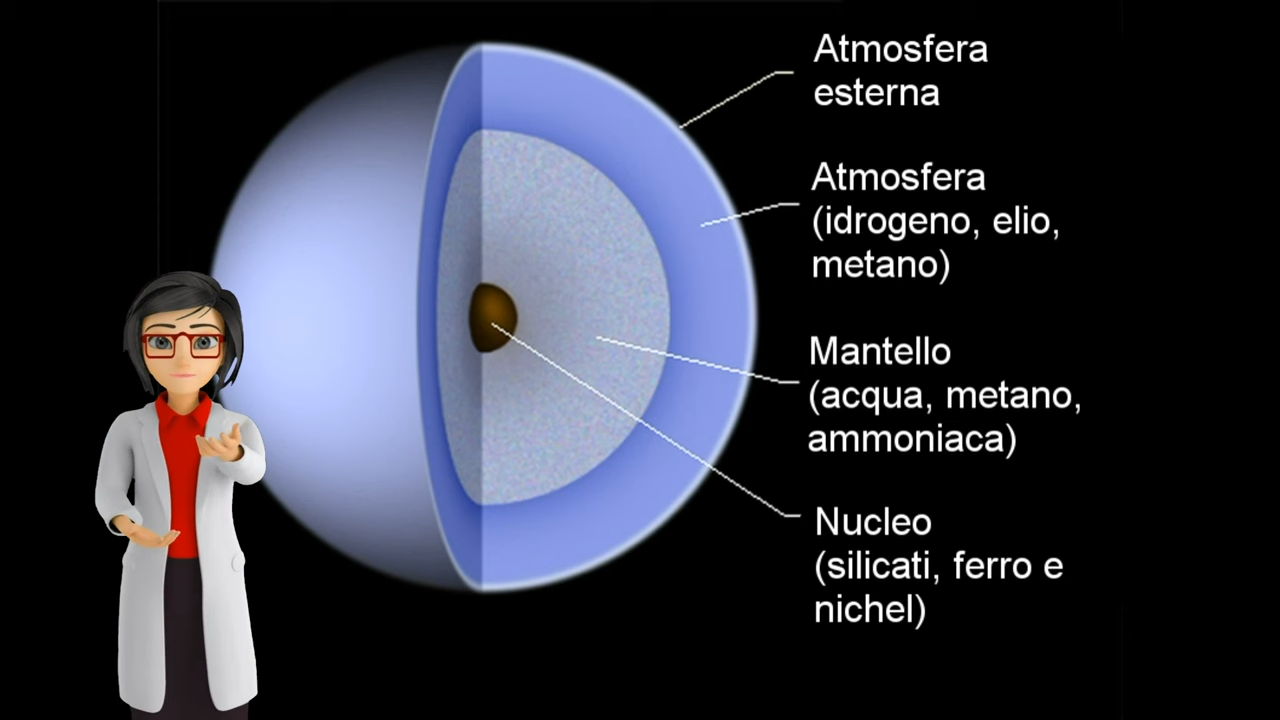 Atmosfera
esterna
Atmosfera
(idrogeno, elio,
metano)
Mantello
(acqua, metano,
ammoniaca)
Nucleo
(silicati, ferro e
nichel)